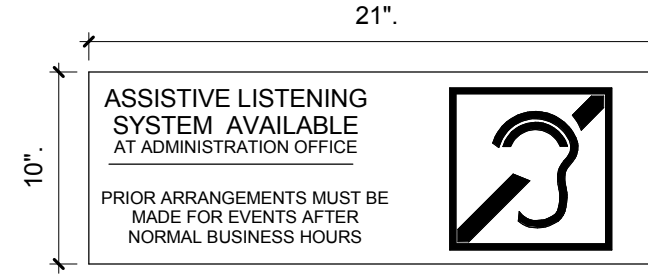 21".
10".
ASSISTIVE LISTENING
SYSTEM AVAILABLE
AT ADMINISTRATION OFFICE
PRIOR ARRANGEMENTS MUST BE
MADE FOR EVENTS AFTER
NORMAL BUSINESS HOURS